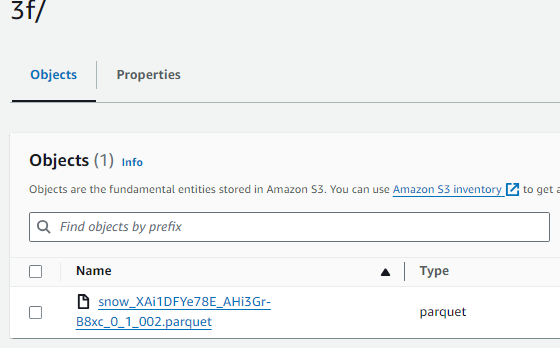 3f/
Objects Properties
Objects (1) Info
Objects are the fundamental entities stored in Amazon S3. You can use Amazon S3 inventory to get a
Find objects by prefix
Name Type
snow_XAi1DFYe78E_AHi3Gr-
B8xc_0_1_002.parquet
parquet